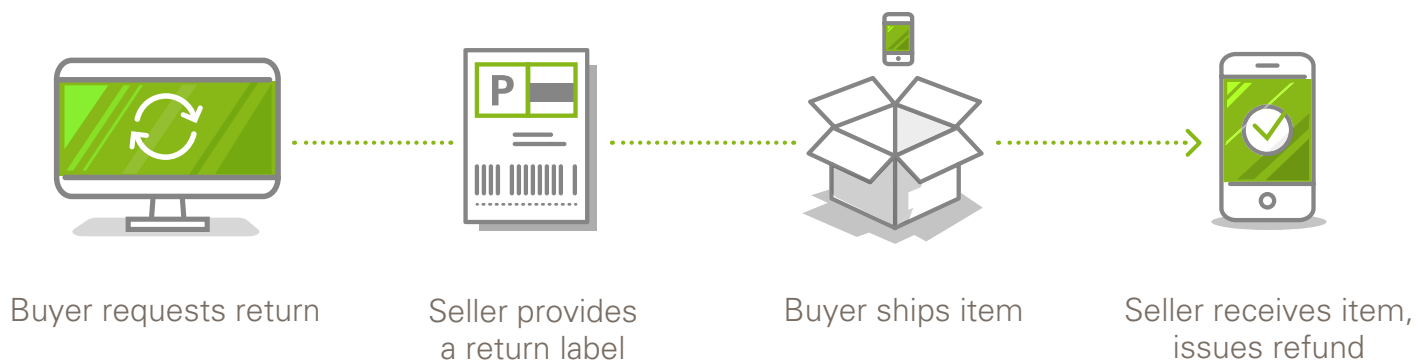 P
Buyer requests return
Seller provides
a return label
Buyer ships item
Seller receives item,
issues refund